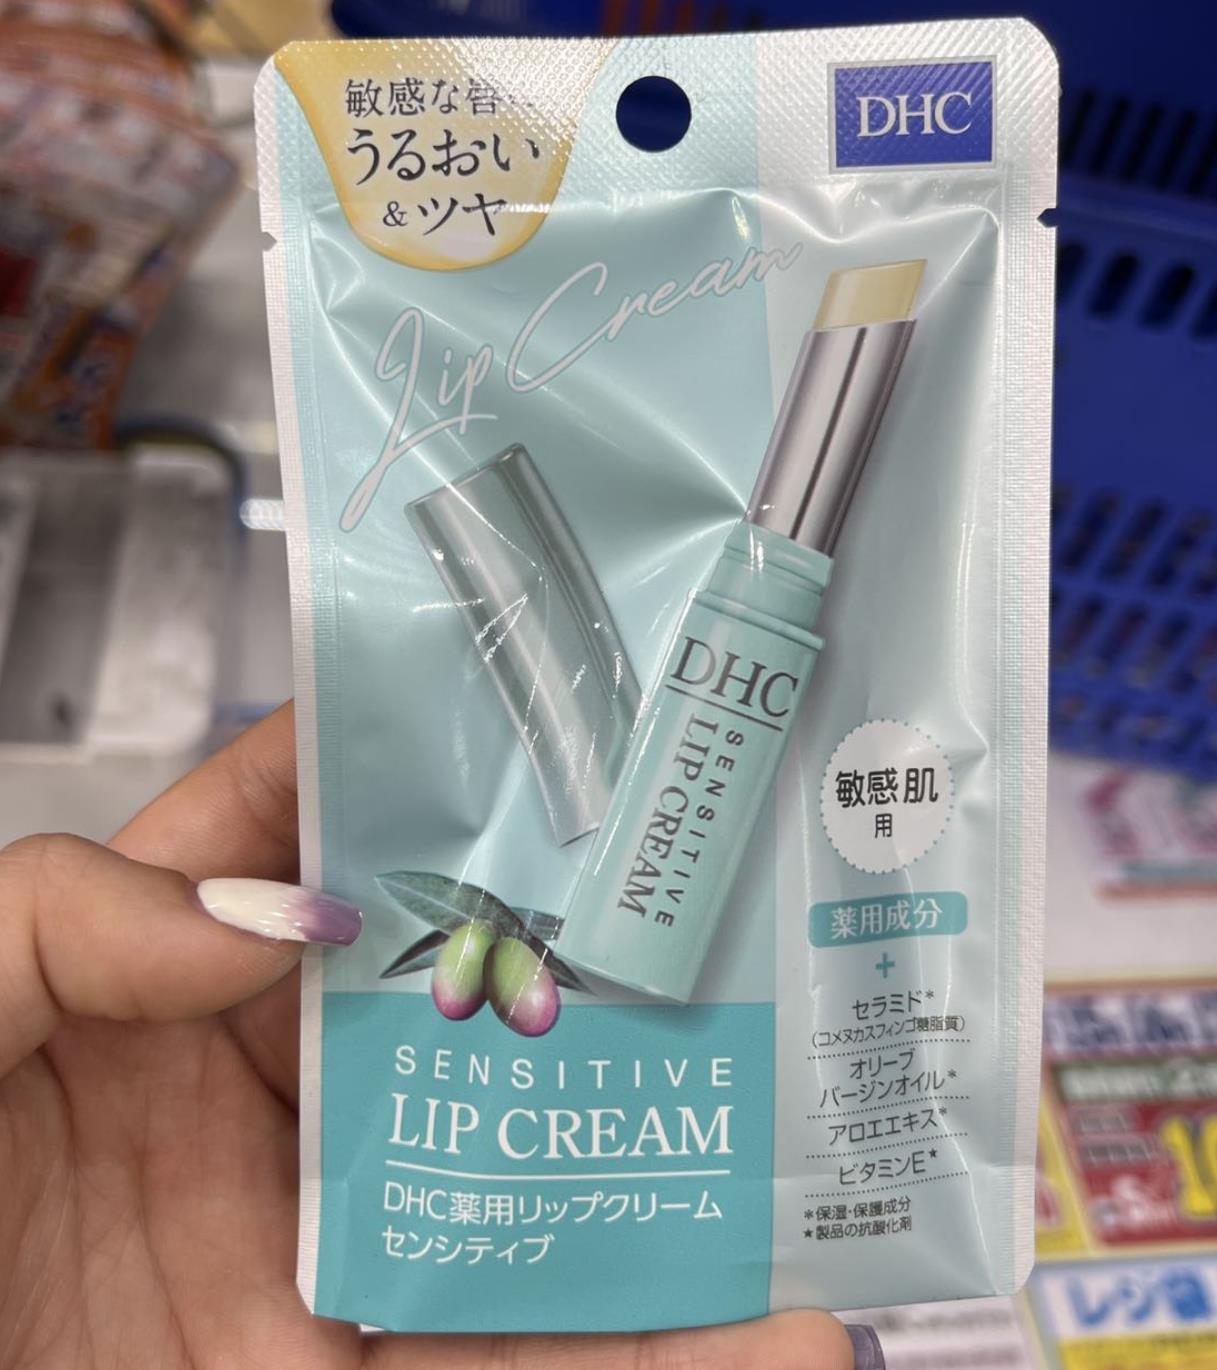 敏感な唇に
うるおい
&ツヤ
DHC
Lip Cream
DHC
SENSITIVE
LIP CREAM
敏感肌
用
薬用成分
+
セラミド*
(コメヌカスフィンゴ糖脂質)
オリーブ
バージンオイル*
アロエエキス*
ビタミンE★
*保湿・保護成分
★製品の抗酸化剤
SENSITIVE
LIP CREAM
DHC薬用リップクリーム
センシティブ
レジ袋